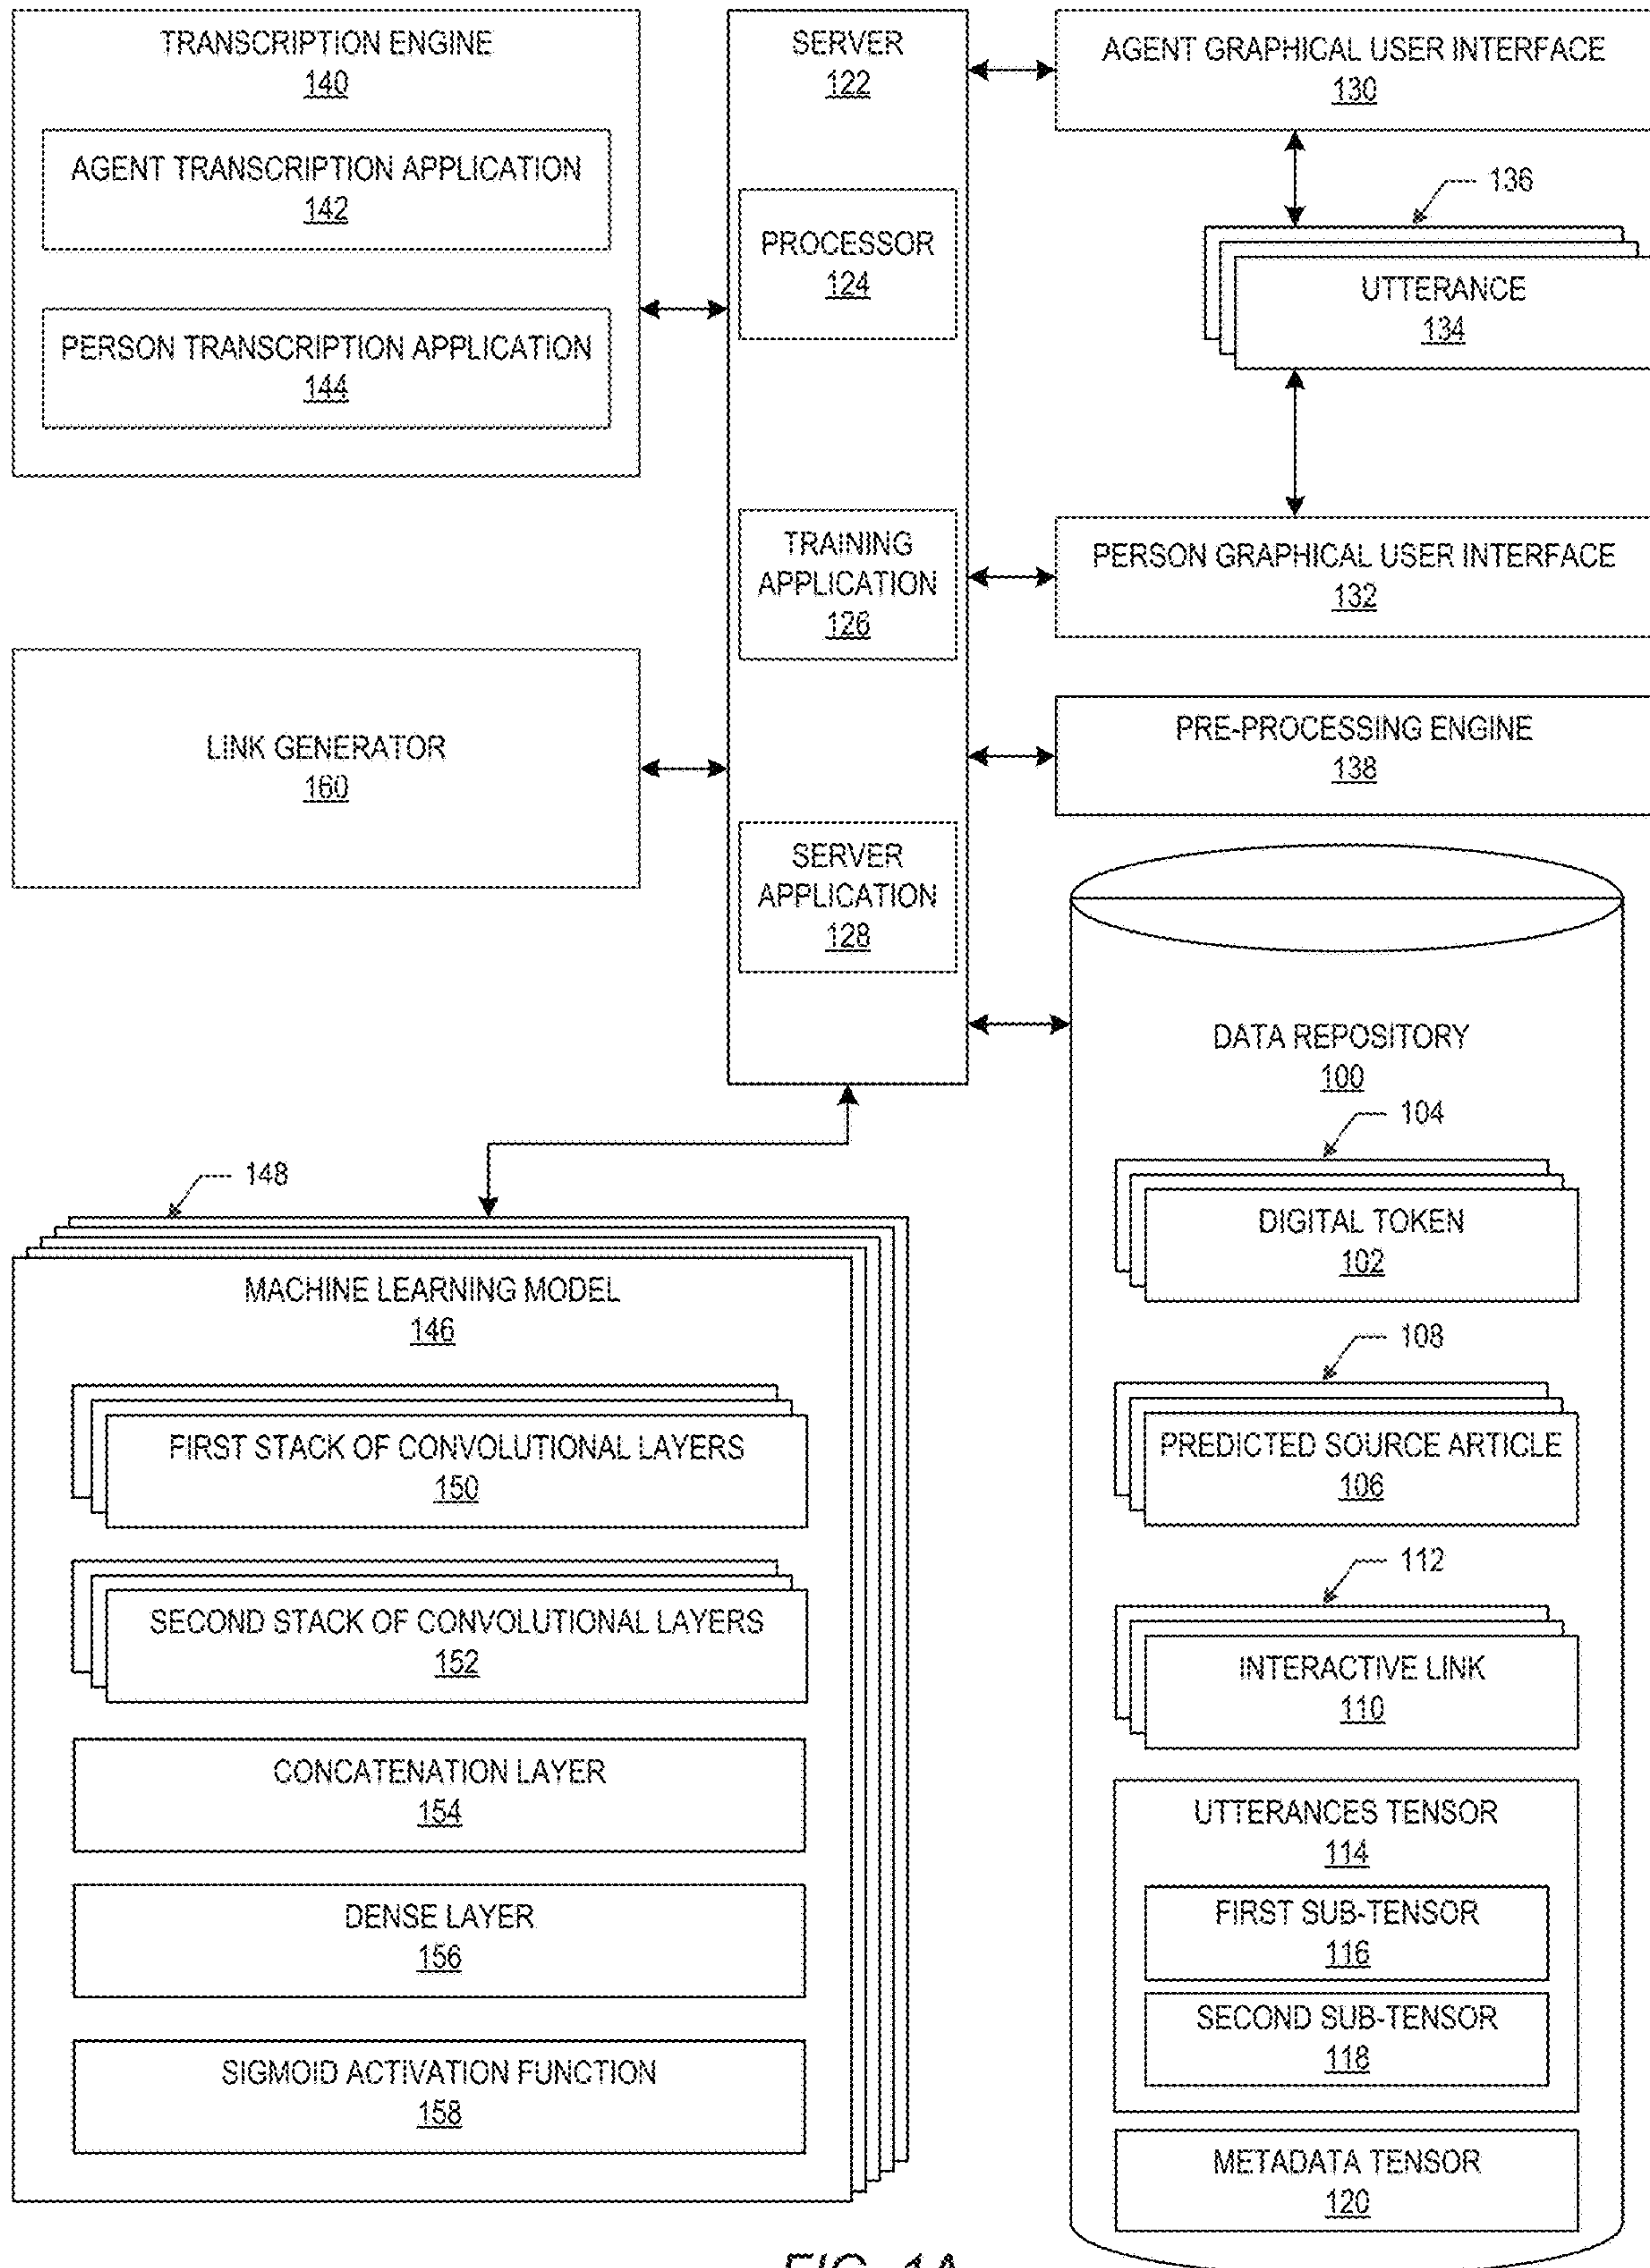 TRANSCRIPTION ENGINE
140
AGENT TRANSCRIPTION APPLICATION
142
PERSON TRANSCRIPTION APPLICATION
144
LINK GENERATOR
160
SERVER
122
PROCESSOR
124
TRAINING
APPLICATION
126
SERVER
APPLICATION
128
AGENT GRAPHICAL USER INTERFACE
130
136
UTTERANCE
134
PERSON GRAPHICAL USER INTERFACE
132
PRE-PROCESSING ENGINE
138
DATA REPOSITORY
100
104
DIGITAL TOKEN
102
108
PREDICTED SOURCE ARTICLE
106
112
INTERACTIVE LINK
110
UTTERANCES TENSOR
114
FIRST SUB-TENSOR
116
SECOND SUB-TENSOR
118
METADATA TENSOR
120
148
MACHINE LEARNING MODEL
146
FIRST STACK OF CONVOLUTIONAL LAYERS
150
SECOND STACK OF CONVOLUTIONAL LAYERS
152
CONCATENATION LAYER
154
DENSE LAYER
156
SIGMOID ACTIVATION FUNCTION
158
FIG. 1A